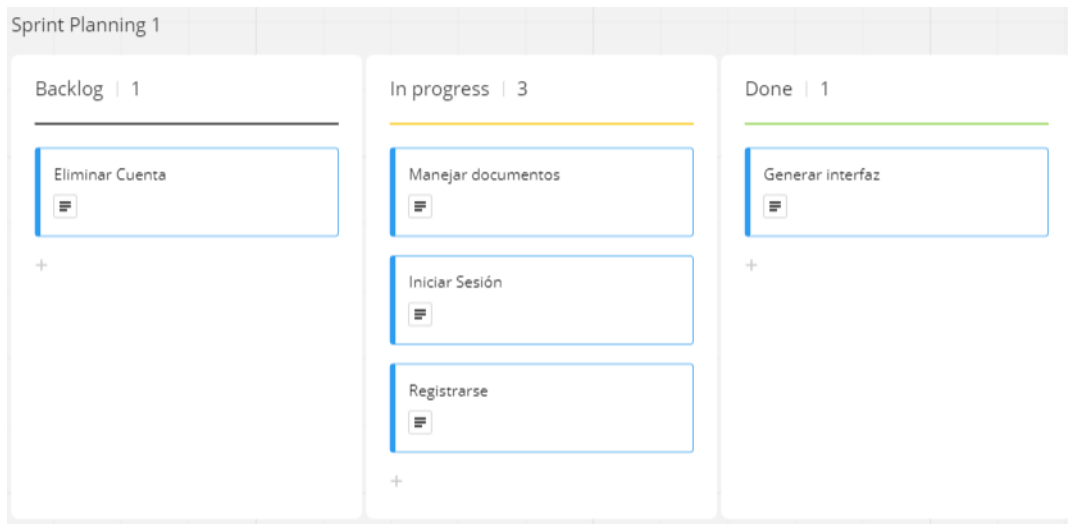 Sprint Planning 1
Backlog | 1
Eliminar Cuenta
In progress | 3
Manejar documentos
Iniciar Sesión
Registrarse
Done | 1
Generar interfaz